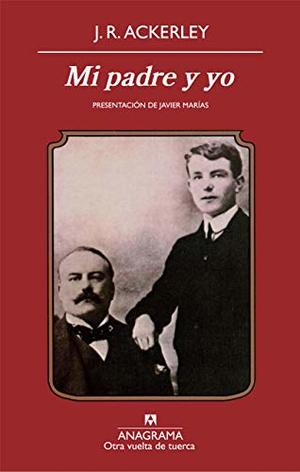 J. R. ACKERLEY
Mi padre y yo
PRESENTACIÓN DE JAVIER MARÍAS
ANAGRAMA
Otra vuelta de tuerca